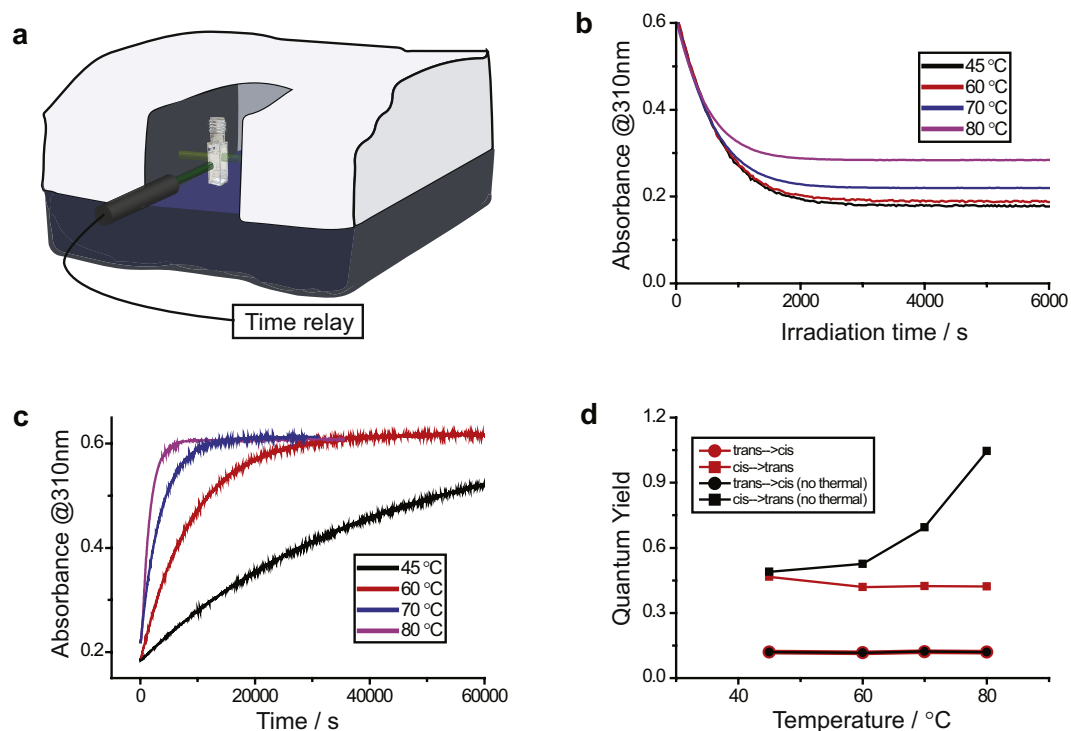 a
Time relay
b
Absorbance @310nm
0.6
0.4
0.2
0.0
45 °C
60 °C
70 °C
80 °C
0 2000 4000 6000
Irradiation time / s
c
Absorbance @310nm
0.6
0.4
0.2
45 °C
60 °C
70 °C
80 °C
0 20000 40000 60000
Time / s
d
Quantum Yield
1.2
0.9
0.6
0.3
0.0
trans-->cis
cis-->trans
trans-->cis (no thermal)
cis-->trans (no thermal)
40 60 80
Temperature / °C